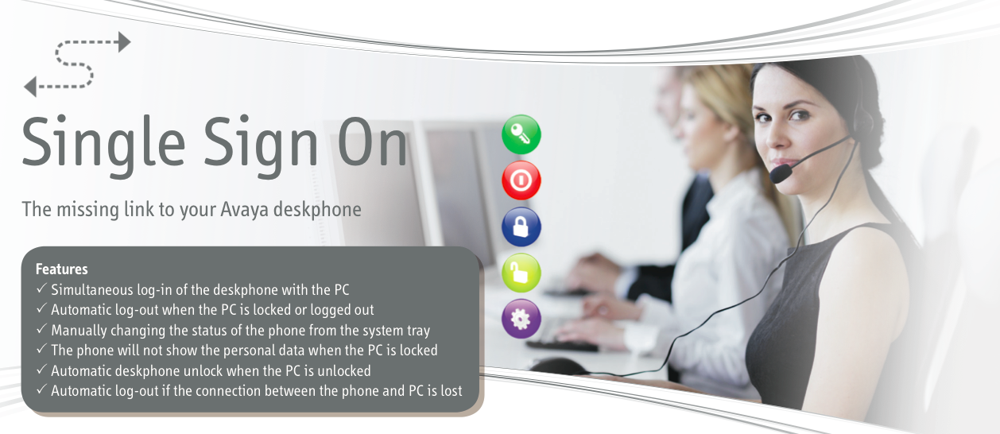 Single Sign On
The missing link to your Avaya deskphone
Features
✓ Simultaneous log-in of the deskphone with the PC
✓ Automatic log-out when the PC is locked or logged out
✓ Manually changing the status of the phone from the system tray
✓ The phone will not show the personal data when the PC is locked
✓ Automatic deskphone unlock when the PC is unlocked
✓ Automatic log-out if the connection between the phone and PC is lost